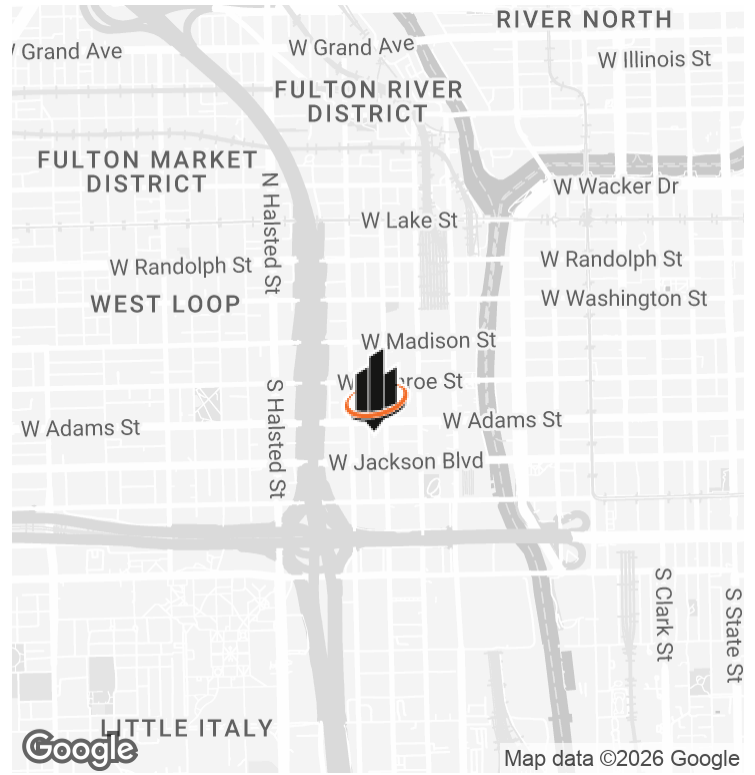 RIVER NORTH
Grand Ave
W Grand Ave
W Illinois St
FULTON RIVER
DISTRICT
FULTON MARKET
DISTRICT
N Halsted St
W Wacker Dr
W Lake St
W Randolph St
W Randolph St
WEST LOOP
W Washington St
W Madison St
W roe St
S Halsted St
W Adams St
W Adams St
W Jackson Blvd
S Clark St
S State St
LITTLE ITALY
Google
Map data ©2026 Google